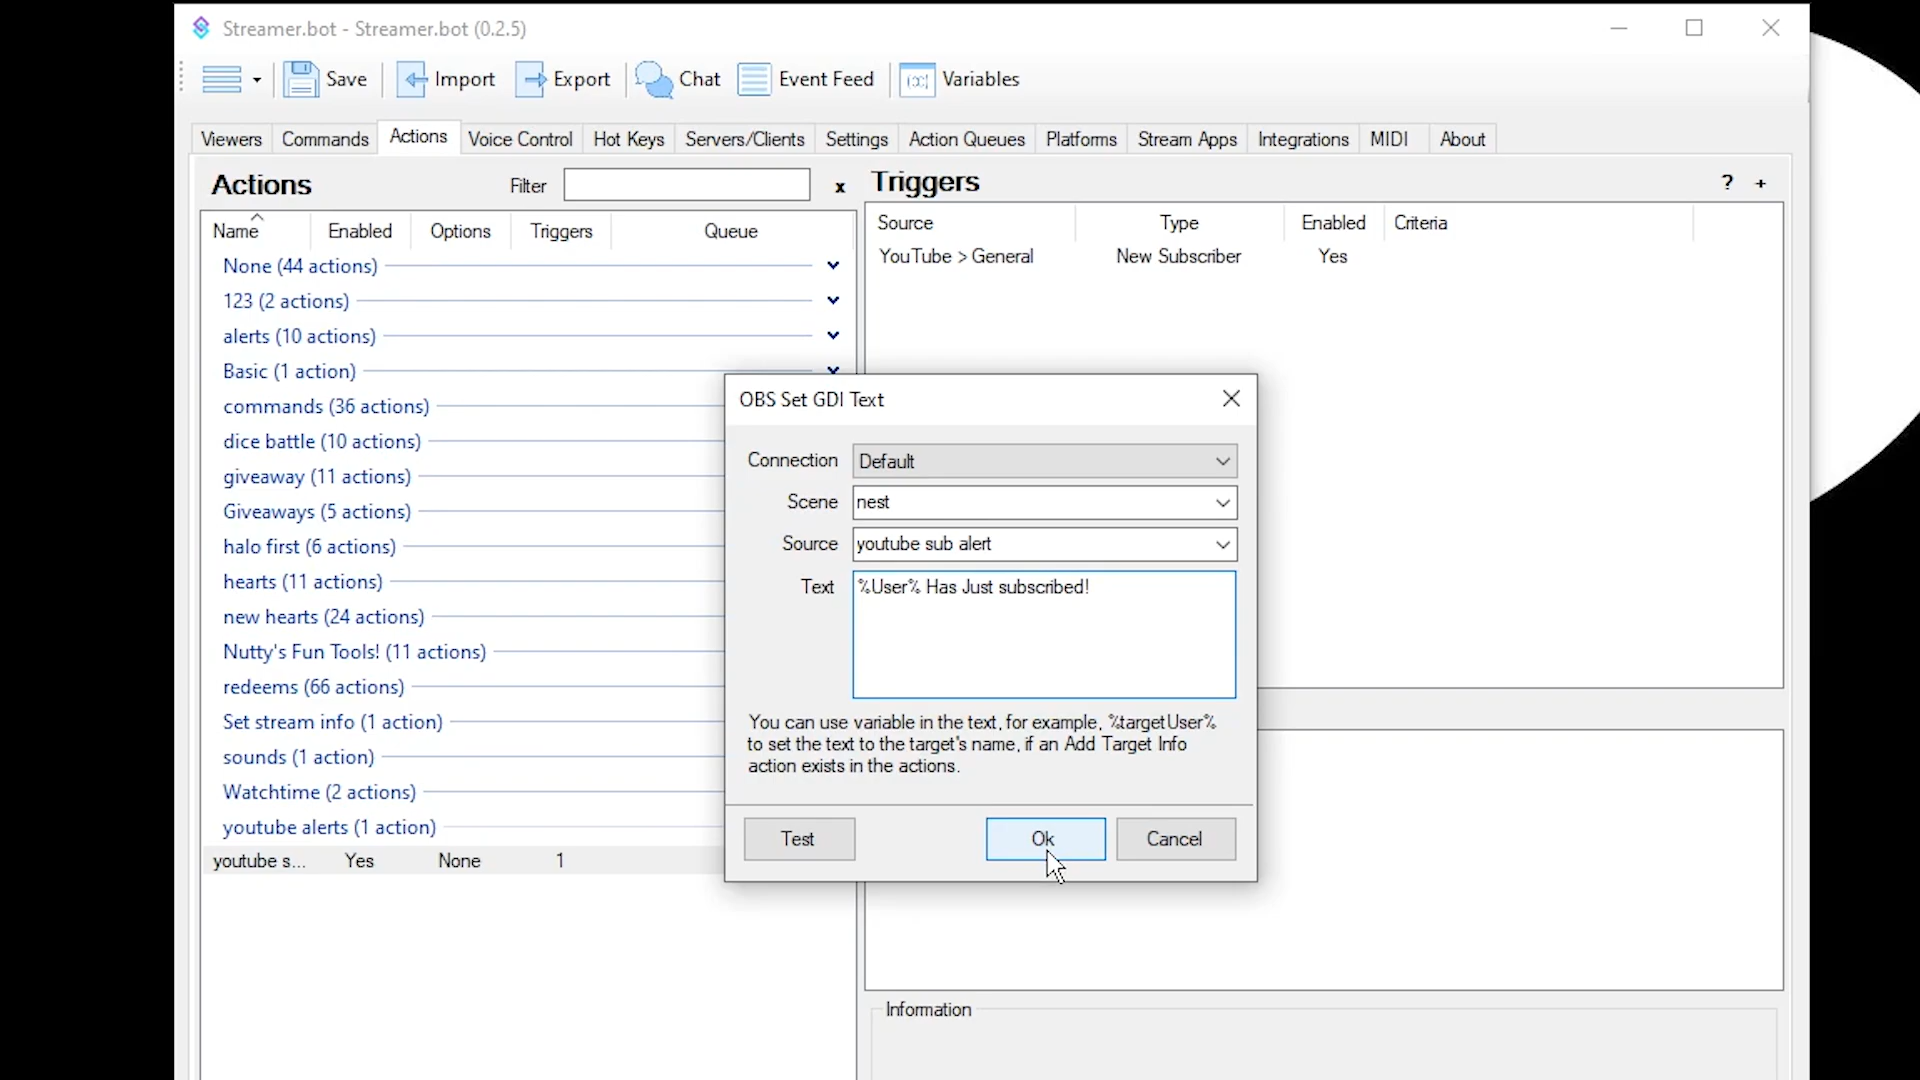 Streamer.bot - Streamer.bot (0.2.5)
Save Import Export Chat Event Feed (x) Variables
Viewers Commands Actions Voice Control Hot Keys Servers/Clients Settings Action Queues Platforms Stream Apps Integrations MIDI About
Actions Filter x
Name Enabled Options Triggers Queue
None (44 actions)
123 (2 actions)
alerts (10 actions)
Basic (1 action)
commands (36 actions)
dice battle (10 actions)
giveaway (11 actions)
Giveaways (5 actions)
halo first (6 actions)
hearts (11 actions)
new hearts (24 actions)
Nutty's Fun Tools! (11 actions)
redeems (66 actions)
Set stream info (1 action)
sounds (1 action)
Watchtime (2 actions)
youtube alerts (1 action)
youtube s... Yes None 1
Triggers ? +
Source Type Enabled Criteria
YouTube > General New Subscriber Yes
OBS Set GDI Text
Connection Default
Scene nest
Source youtube sub alert
Text %User% Has Just subscribed!
You can use variable in the text, for example, %targetUser%
to set the text to the target's name, if an Add Target Info
action exists in the actions.
Test Ok Cancel
Information